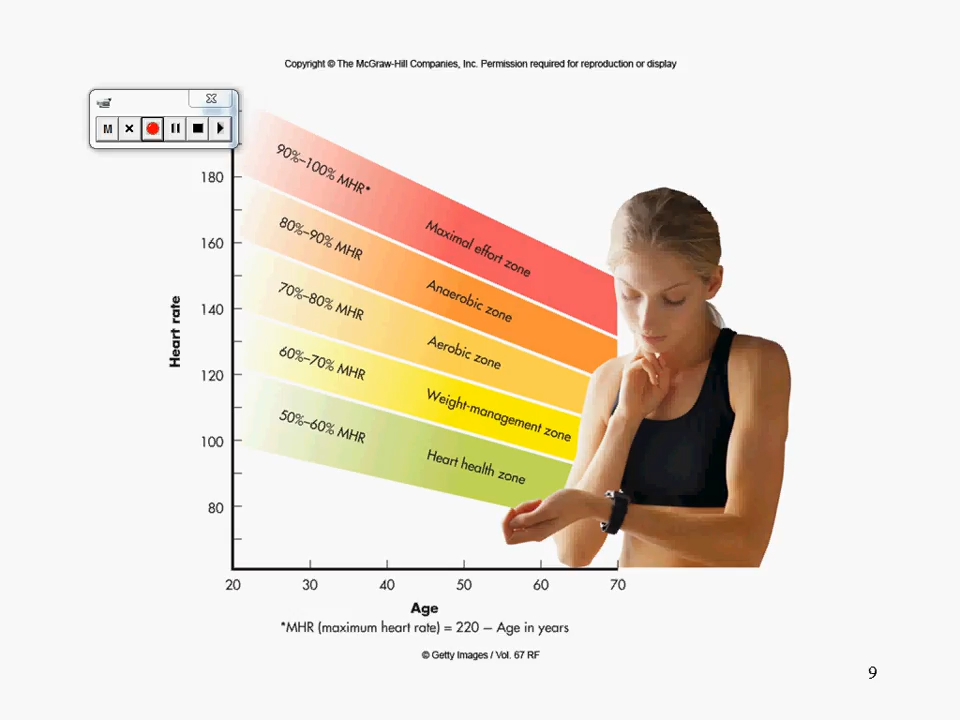 Copyright © The McGraw-Hill Companies, Inc. Permission required for reproduction or display
M
90%–100% MHR*
180
80%–90% MHR
Maximal effort zone
160
70%–80% MHR
Anaerobic zone
140
Aerobic zone
60%–70% MHR
120
Weight-management zone
50%–60% MHR
100
Heart health zone
80
Heart rate
20 30 40 50 60 70
Age
*MHR (maximum heart rate) = 220 – Age in years
© Getty Images / Vol. 67 RF
9